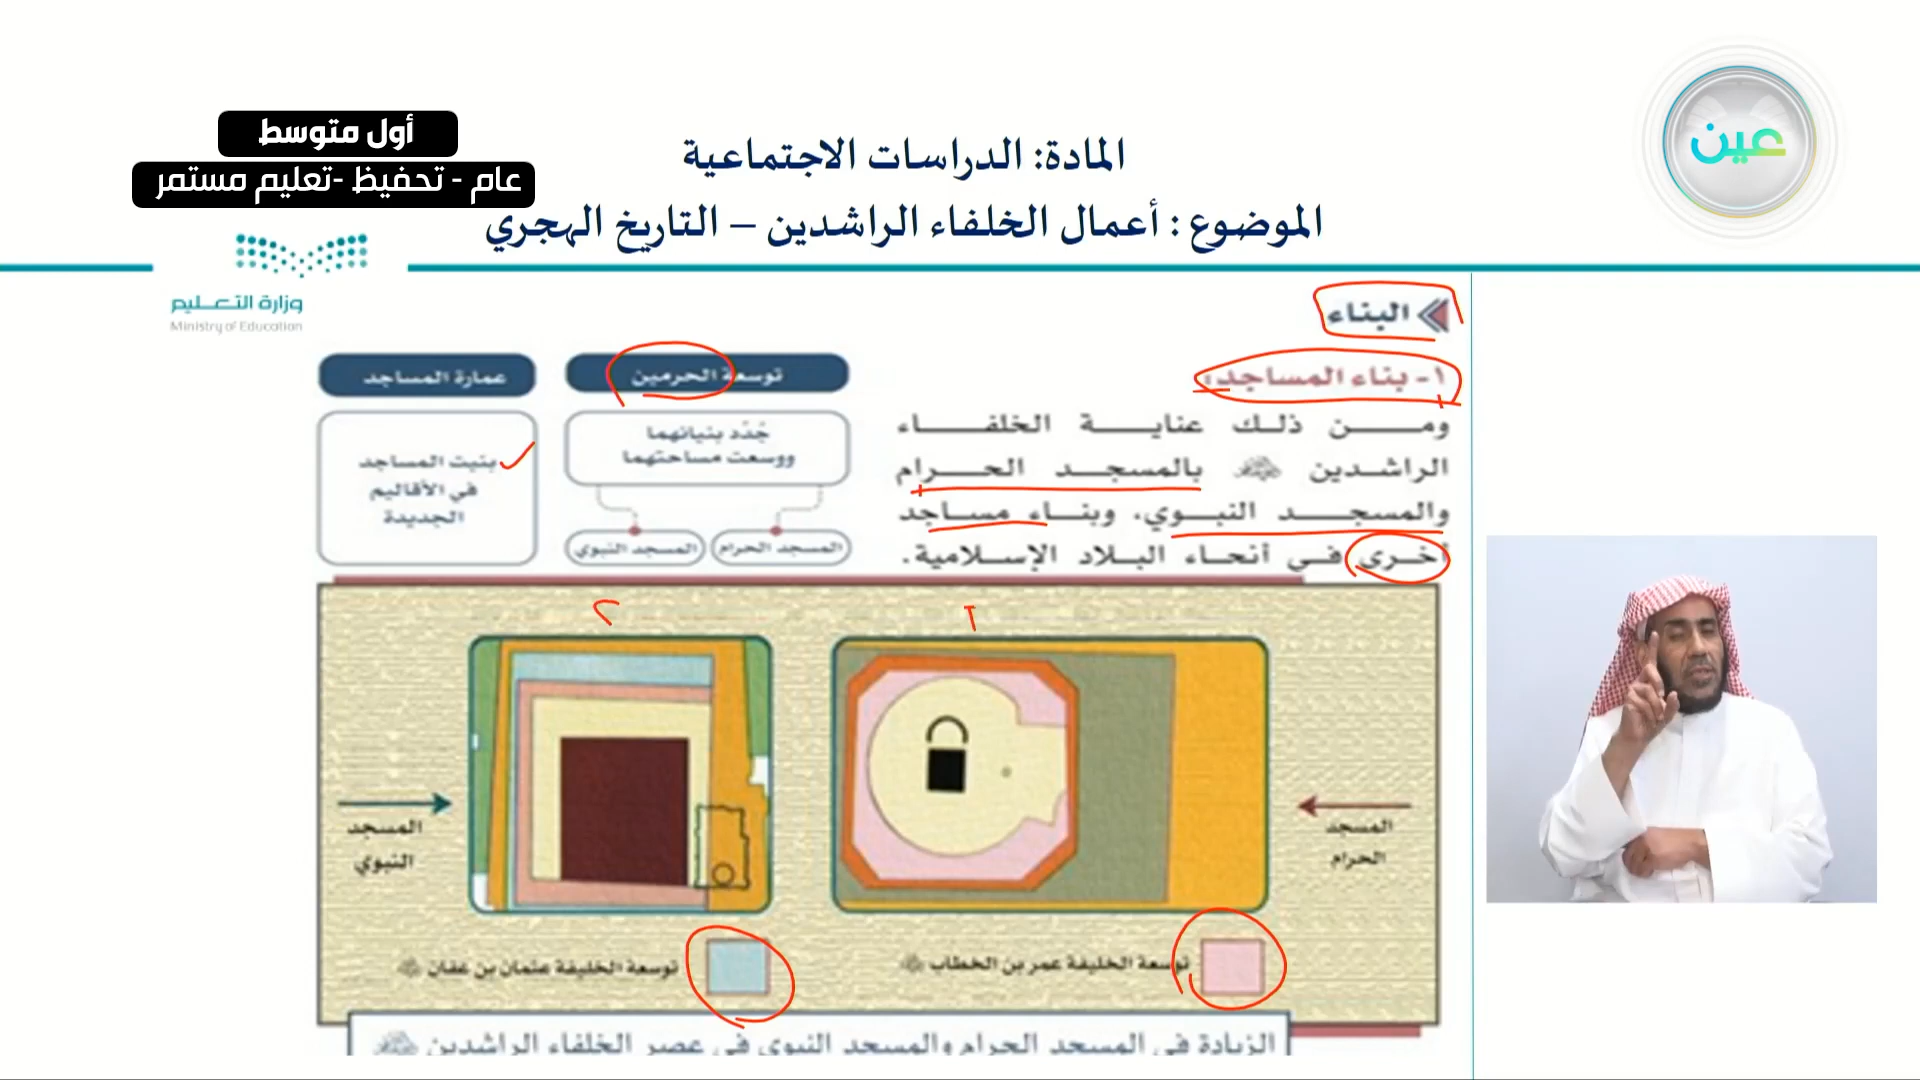 عين
أول متوسط
عام - تحفيظ -تعليم مستمر
المادة: الدراسات الاجتماعية
الموضوع : أعمال الخلفاء الراشدين – التاريخ الهجري
وزارة التعليم
Ministry of Education
البناء
١- بناء المساجد:
ومن ذلك عناية الخلفاء
الراشدين بالمسجد الحرام
والمسجد النبوي، وبناء مساجد
أخرى في أنحاء البلاد الإسلامية.
توسعة الحرمين
جُدّد بنيانهما
ووسعت مساحتهما
المسجد الحرام
المسجد النبوي
عمارة المساجد
بنيت المساجد
في الأقاليم
الجديدة
١
٢
المسجد
الحرام
المسجد
النبوي
توسعة الخليفة عمر بن الخطاب
توسعة الخليفة عثمان بن عفان
الزيادة في المسجد الحرام والمسجد النبوي في عصر الخلفاء الراشدين